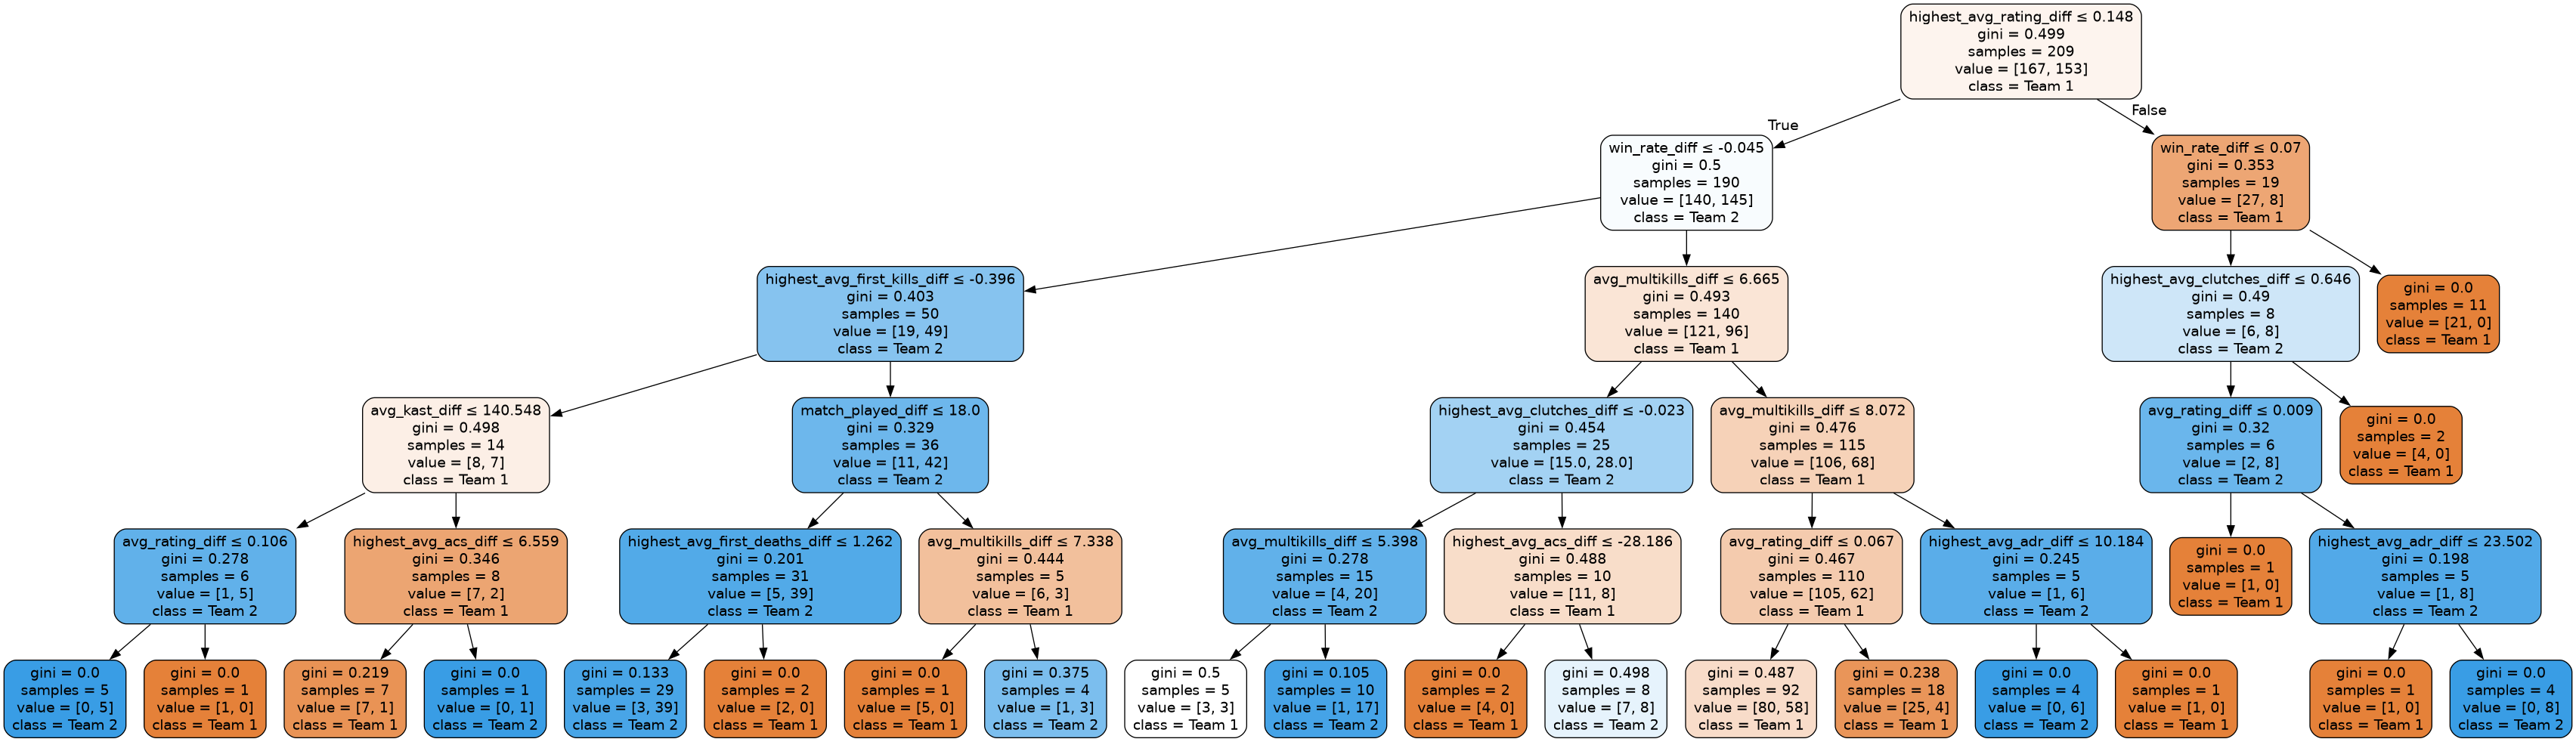 highest_avg_rating_diff ≤ 0.148
gini = 0.499
samples = 209
value = [167, 153]
class = Team 1
True
False
win_rate_diff ≤ -0.045
gini = 0.5
samples = 190
value = [140, 145]
class = Team 2
win_rate_diff ≤ 0.07
gini = 0.353
samples = 19
value = [27, 8]
class = Team 1
highest_avg_first_kills_diff ≤ -0.396
gini = 0.403
samples = 50
value = [19, 49]
class = Team 2
avg_multikills_diff ≤ 6.665
gini = 0.493
samples = 140
value = [121, 96]
class = Team 1
highest_avg_clutches_diff ≤ 0.646
gini = 0.49
samples = 8
value = [6, 8]
class = Team 2
gini = 0.0
samples = 11
value = [21, 0]
class = Team 1
avg_kast_diff ≤ 140.548
gini = 0.498
samples = 14
value = [8, 7]
class = Team 1
match_played_diff ≤ 18.0
gini = 0.329
samples = 36
value = [11, 42]
class = Team 2
highest_avg_clutches_diff ≤ -0.023
gini = 0.454
samples = 25
value = [15.0, 28.0]
class = Team 2
avg_multikills_diff ≤ 8.072
gini = 0.476
samples = 115
value = [106, 68]
class = Team 1
avg_rating_diff ≤ 0.009
gini = 0.32
samples = 6
value = [2, 8]
class = Team 2
gini = 0.0
samples = 2
value = [4, 0]
class = Team 1
avg_rating_diff ≤ 0.106
gini = 0.278
samples = 6
value = [1, 5]
class = Team 2
highest_avg_acs_diff ≤ 6.559
gini = 0.346
samples = 8
value = [7, 2]
class = Team 1
highest_avg_first_deaths_diff ≤ 1.262
gini = 0.201
samples = 31
value = [5, 39]
class = Team 2
avg_multikills_diff ≤ 7.338
gini = 0.444
samples = 5
value = [6, 3]
class = Team 1
avg_multikills_diff ≤ 5.398
gini = 0.278
samples = 15
value = [4, 20]
class = Team 2
highest_avg_acs_diff ≤ -28.186
gini = 0.488
samples = 10
value = [11, 8]
class = Team 1
avg_rating_diff ≤ 0.067
gini = 0.467
samples = 110
value = [105, 62]
class = Team 1
highest_avg_adr_diff ≤ 10.184
gini = 0.245
samples = 5
value = [1, 6]
class = Team 2
gini = 0.0
samples = 1
value = [1, 0]
class = Team 1
highest_avg_adr_diff ≤ 23.502
gini = 0.198
samples = 5
value = [1, 8]
class = Team 2
gini = 0.0
samples = 5
value = [0, 5]
class = Team 2
gini = 0.0
samples = 1
value = [1, 0]
class = Team 1
gini = 0.219
samples = 7
value = [7, 1]
class = Team 1
gini = 0.0
samples = 1
value = [0, 1]
class = Team 2
gini = 0.133
samples = 29
value = [3, 39]
class = Team 2
gini = 0.0
samples = 2
value = [2, 0]
class = Team 1
gini = 0.0
samples = 1
value = [5, 0]
class = Team 1
gini = 0.375
samples = 4
value = [1, 3]
class = Team 2
gini = 0.5
samples = 5
value = [3, 3]
class = Team 1
gini = 0.105
samples = 10
value = [1, 17]
class = Team 2
gini = 0.0
samples = 2
value = [4, 0]
class = Team 1
gini = 0.498
samples = 8
value = [7, 8]
class = Team 2
gini = 0.487
samples = 92
value = [80, 58]
class = Team 1
gini = 0.238
samples = 18
value = [25, 4]
class = Team 1
gini = 0.0
samples = 4
value = [0, 6]
class = Team 2
gini = 0.0
samples = 1
value = [1, 0]
class = Team 1
gini = 0.0
samples = 1
value = [1, 0]
class = Team 1
gini = 0.0
samples = 4
value = [0, 8]
class = Team 2